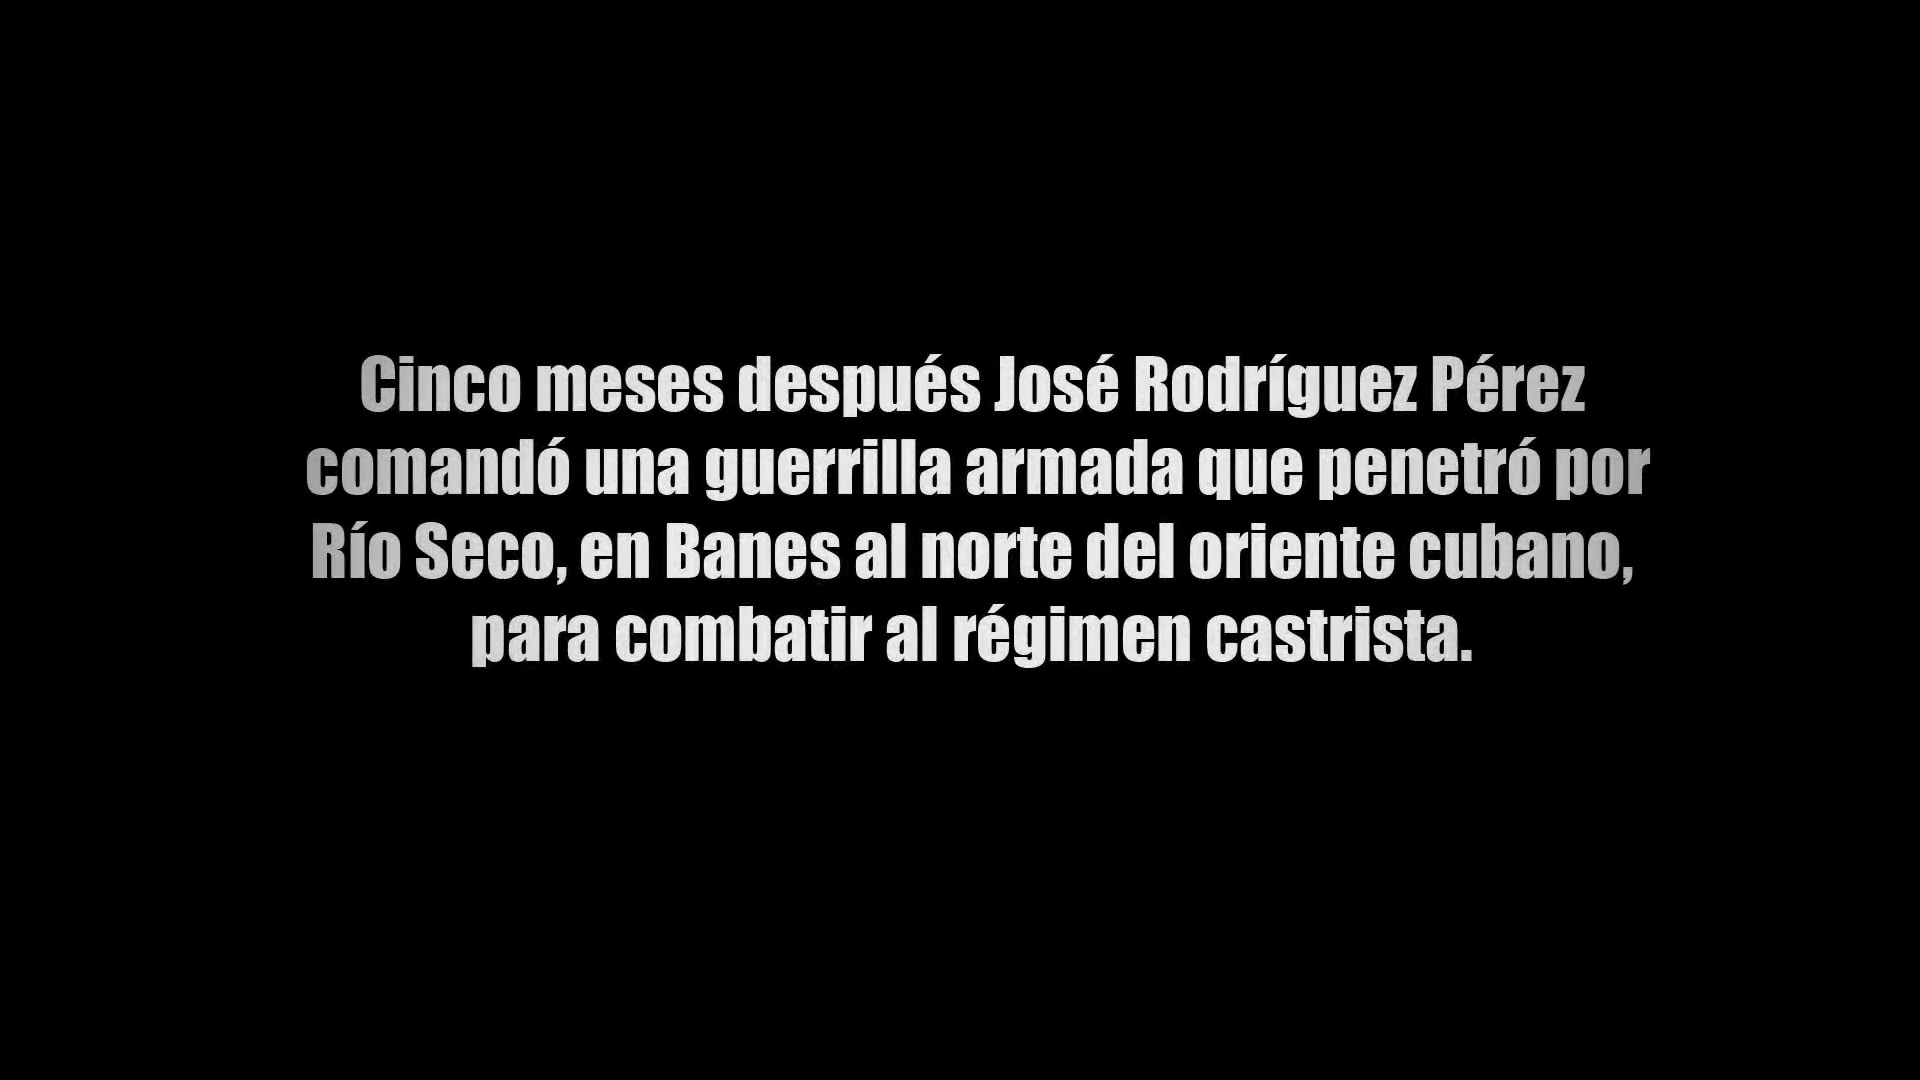 Cinco meses después José Rodríguez Pérez
comandó una guerrilla armada que penetró por
Río Seco, en Banes al norte del oriente cubano,
para combatir al régimen castrista.